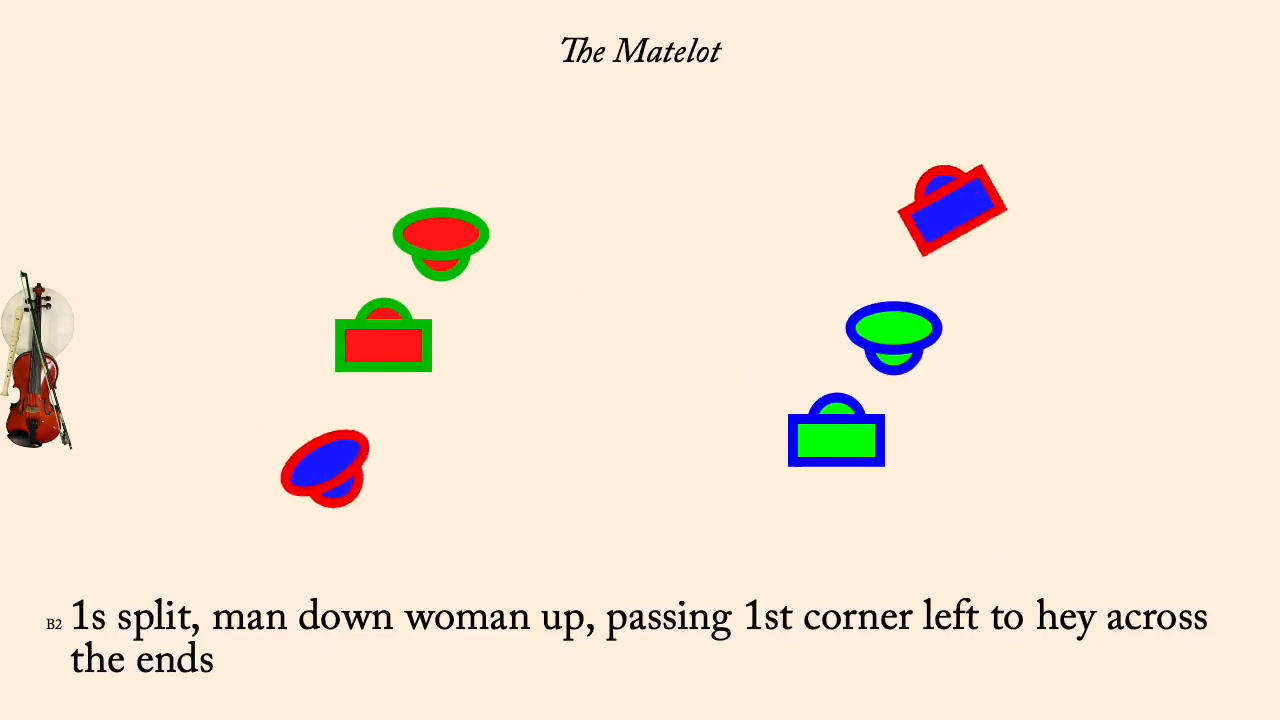 The Matelot
B2 1s split, man down woman up, passing 1st corner left to hey across
the ends